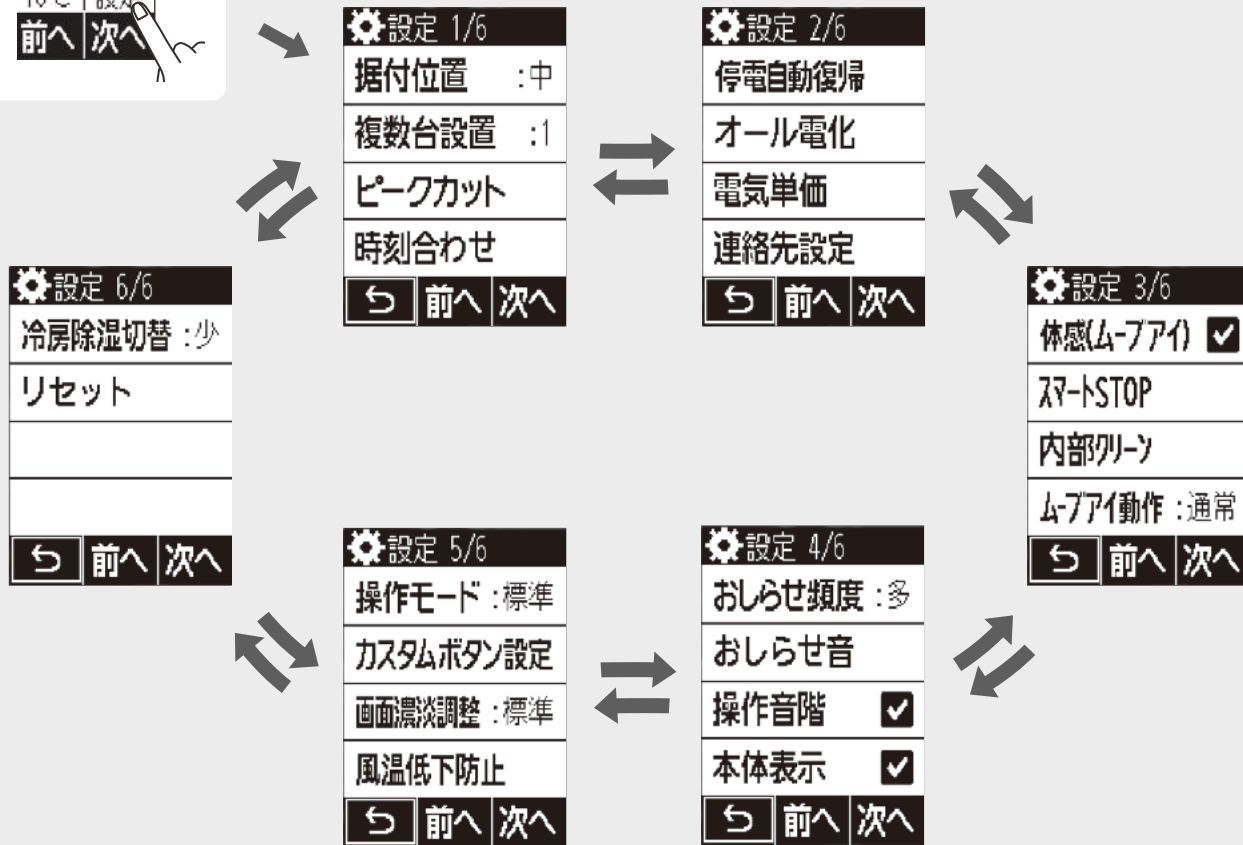 設定
前へ 次へ
設定 1/6
据付位置 :中
複数台設置 :1
ピークカット
時刻合わせ
前へ 次へ
設定 2/6
停電自動復帰
オール電化
電気単価
連絡先設定
前へ 次へ
設定 3/6
体感(ムーブアイ)
スマートSTOP
内部クリーン
ムーブアイ動作 :通常
前へ 次へ
設定 4/6
おしらせ頻度 :多
おしらせ音
操作音階
本体表示
前へ 次へ
設定 5/6
操作モード :標準
カスタムボタン設定
画面濃淡調整 :標準
風温低下防止
前へ 次へ
設定 6/6
冷房除湿切替 :少
リセット
前へ 次へ